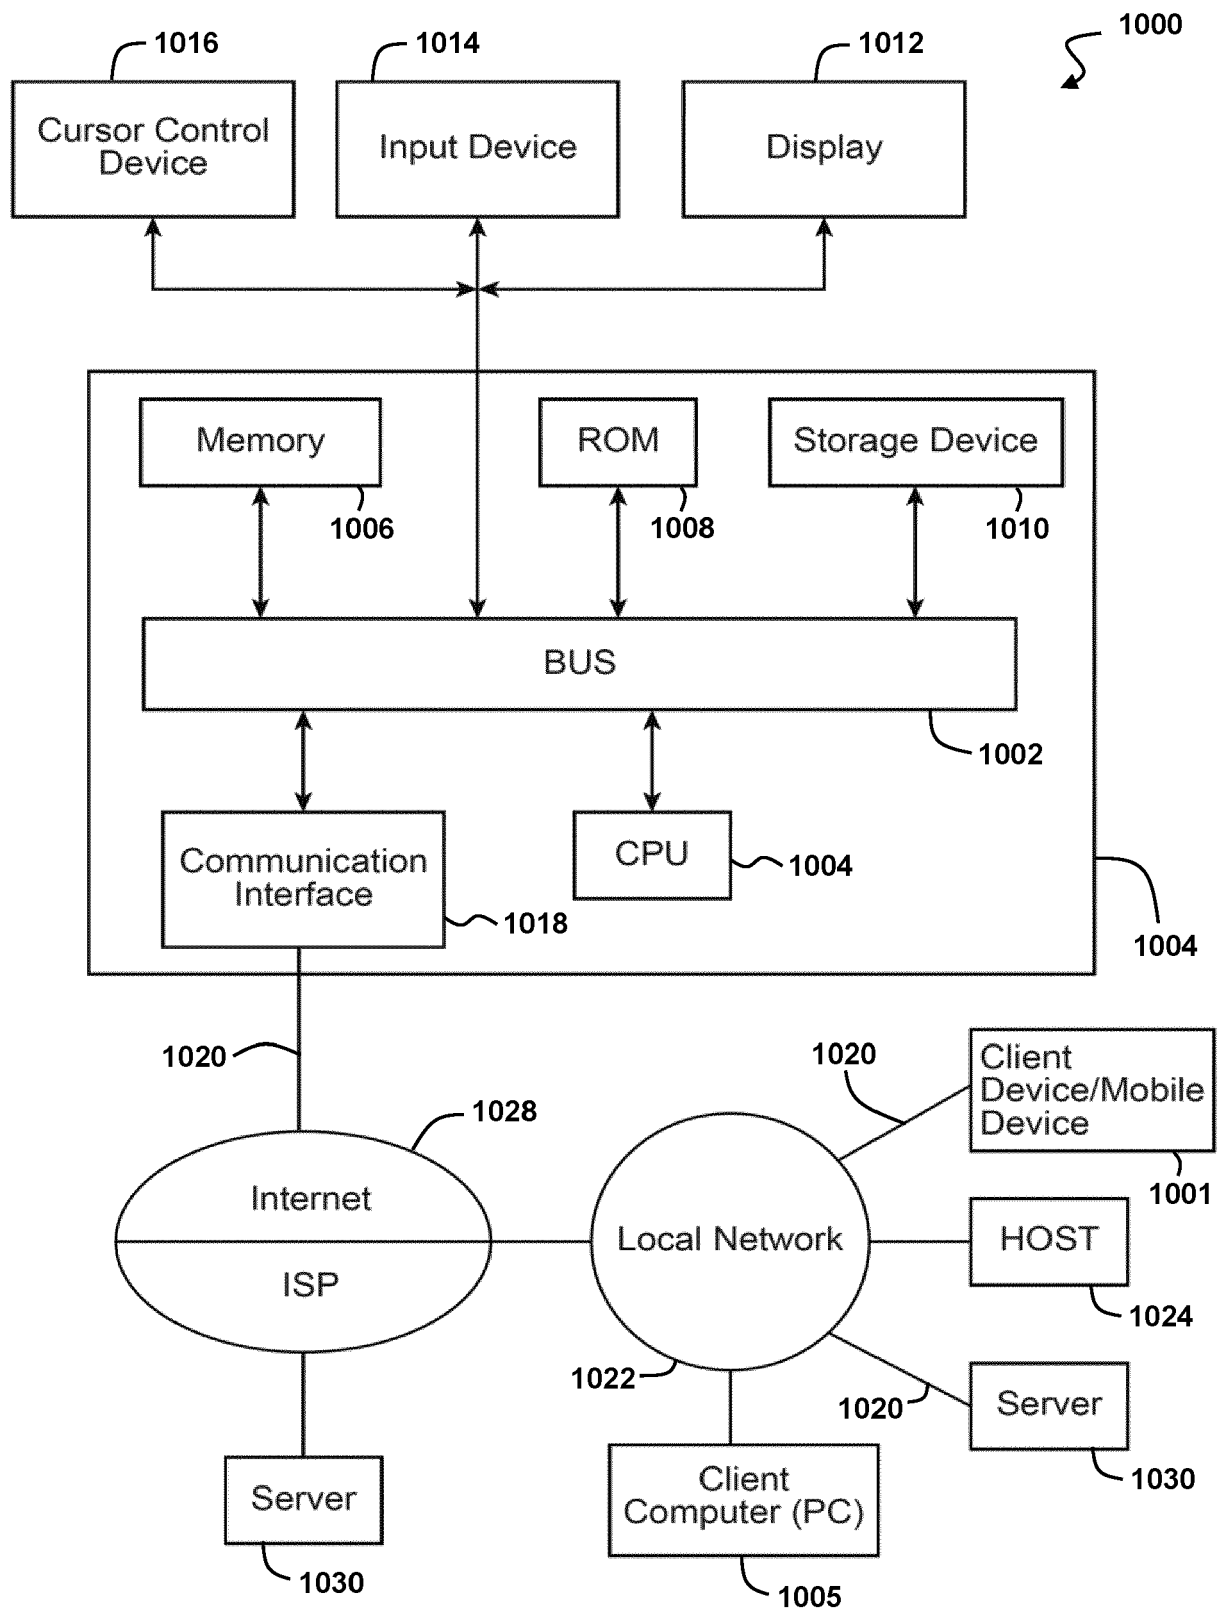 1016
1014
1012
1000
Cursor Control
Device
Input Device
Display
Memory
ROM
Storage Device
1006
1008
1010
BUS
1002
Communication
Interface
CPU
1004
1018
1004
1020
1020
Client
Device/Mobile
Device
1028
1001
Internet
ISP
Local Network
HOST
1024
1022
1020
Server
1030
Server
1030
Client
Computer (PC)
1005